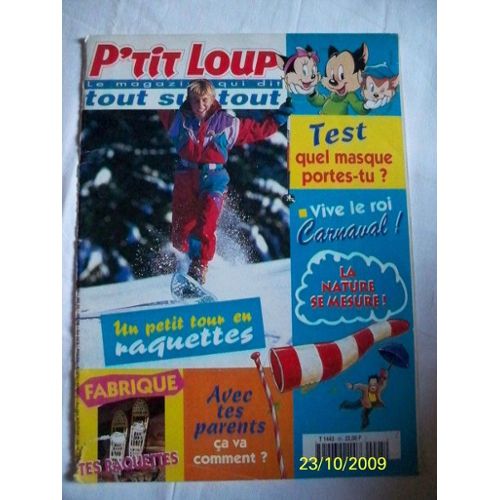 P'TIT LOUP
Le magazine qui dit
tout sur tout
Test
quel masque
portes-tu ?
Vive le roi
Carnaval !
LA
NATURE
SE MESURE !
Un petit tour en
raquettes
FABRIQUE
TES RAQUETTES
Avec
tes
parents
ça va
comment ?
23/10/2009